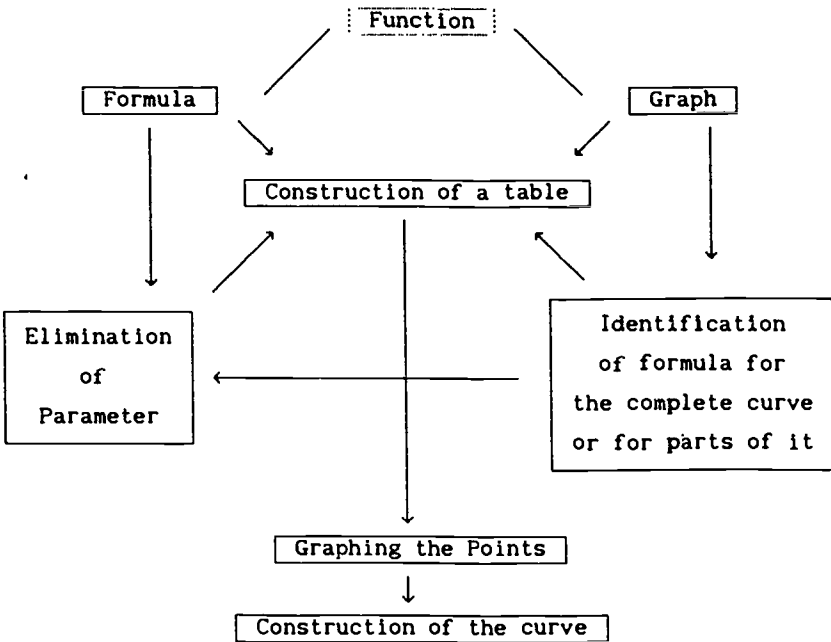 Function
Formula
Graph
Construction of a table
Elimination
of
Parameter
Identification
of formula for
the complete curve
or for parts of it
Graphing the Points
Construction of the curve